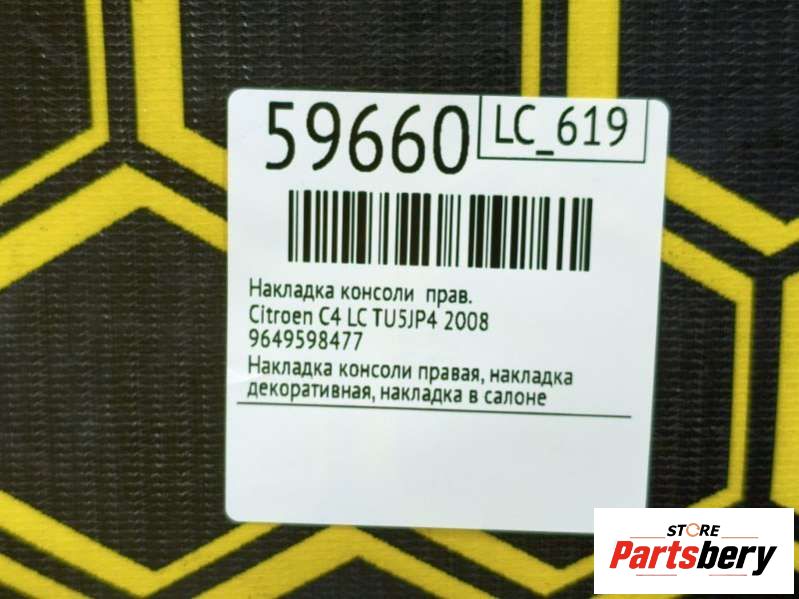 59660
LC_619
Накладка консоли прав.
Citroen C4 LC TU5JP4 2008
9649598477
Накладка консоли правая, накладка
декоративная, накладка в салоне
STORE
Partsbery